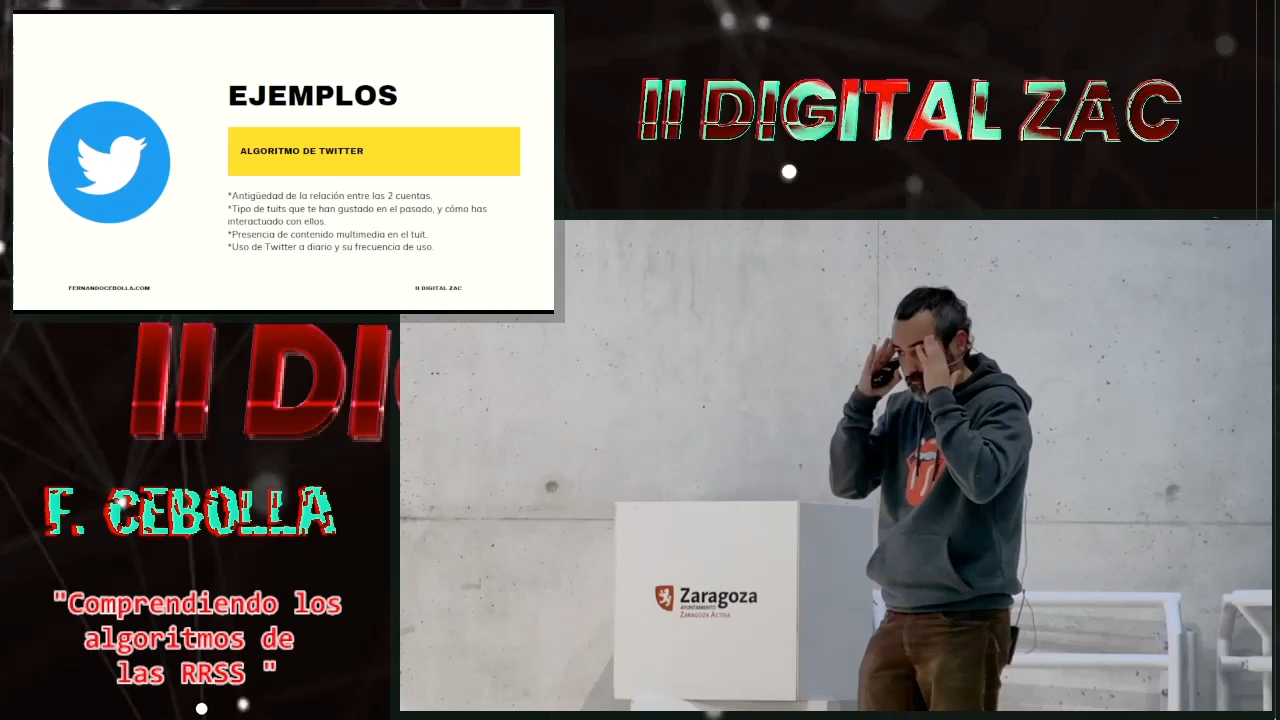 EJEMPLOS
ALGORITMO DE TWITTER
*Antigüedad de la relación entre las 2 cuentas.
*Tipo de tuits que te han gustado en el pasado, y cómo has
interactuado con ellos.
*Presencia de contenido multimedia en el tuit.
*Uso de Twitter a diario y su frecuencia de uso.
FERNANDOCEBOLLA.COM
II DIGITAL ZAC
II DIGITAL ZAC
II DI
F. CEBOLLA
"Comprendiendo los
algoritmos de
las RRSS "
Zaragoza
AYUNTAMIENTO
ZARAGOZA ACTIVA